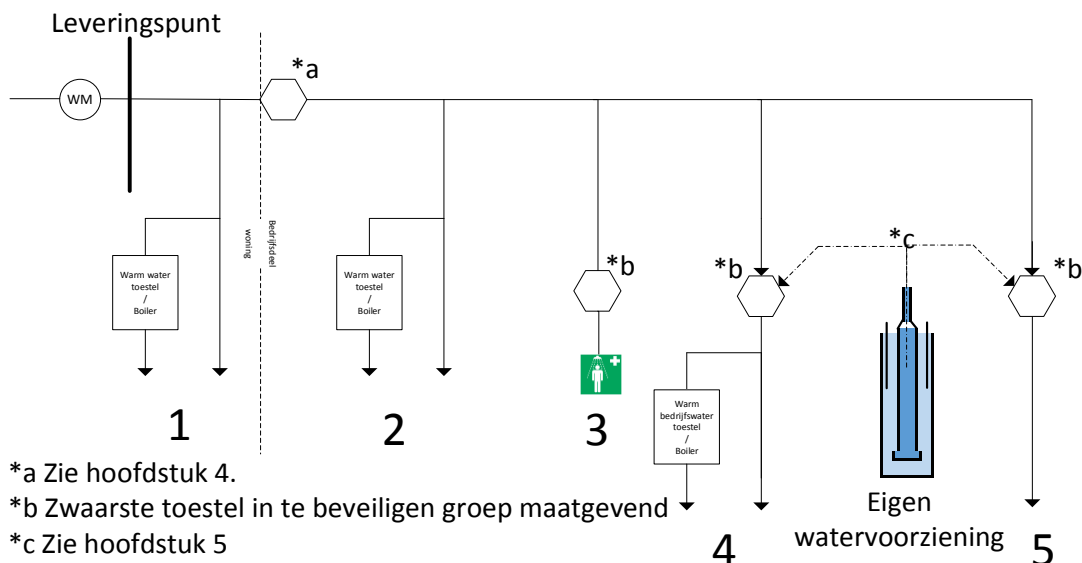 Leveringspunt
*a
WM
Bedrijfsdeel
woning
*c
*b
*b
*b
Warm water
toestel
/
Boiler
Warm water
toestel
/
Boiler
Warm
bedrijfswater
toestel
/
Boiler
1
2
3
*a Zie hoofdstuk 4.
*b Zwaarste toestel in te beveiligen groep maatgevend
*c Zie hoofdstuk 5
4
Eigen
watervoorziening
5